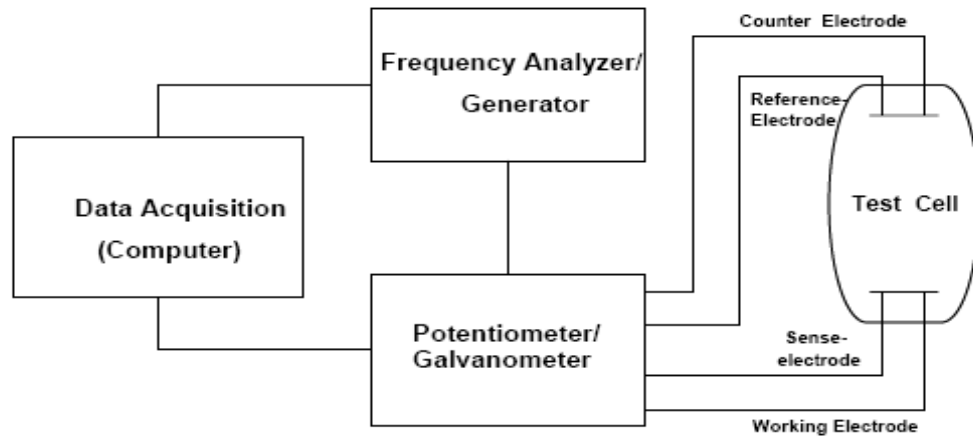 Counter Electrode
Frequency Analyzer/
Generator
Reference-
Electrode
Data Acquisition
(Computer)
Test Cell
Potentiometer/
Galvanometer
Sense-
electrode
Working Electrode